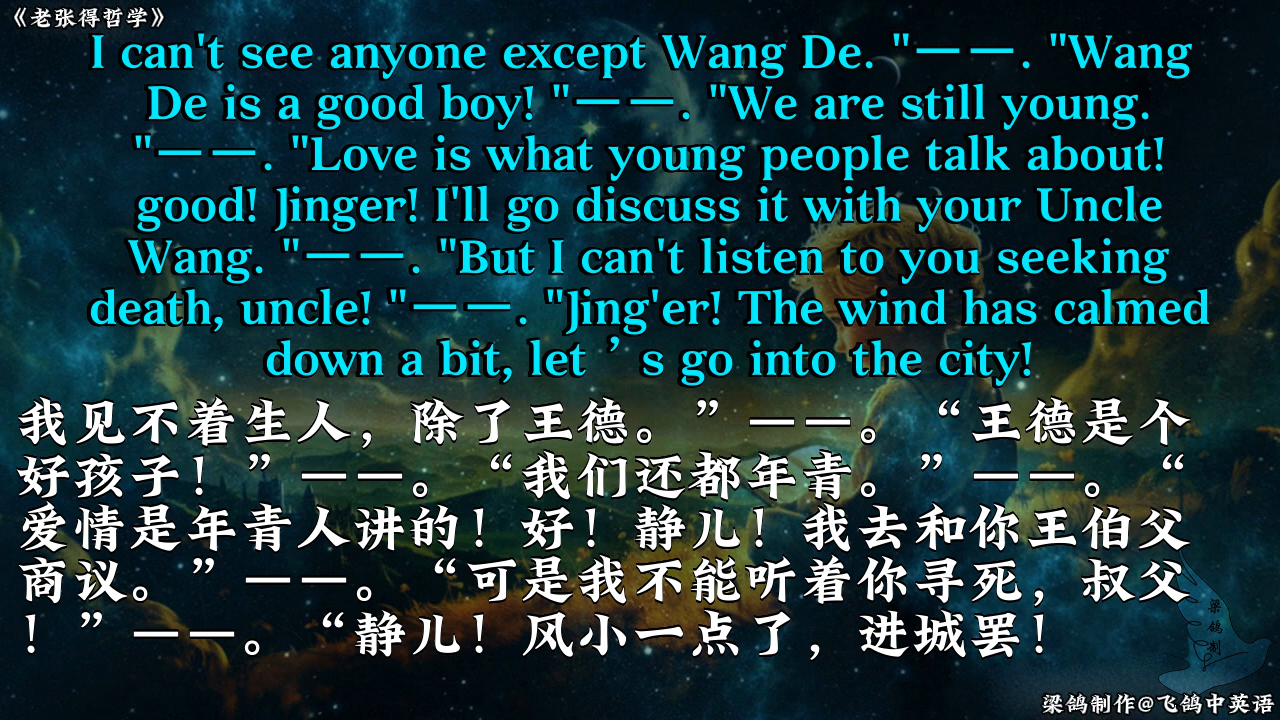 《老张得哲学》
I can't see anyone except Wang De. "——. "Wang
De is a good boy! "——. "We are still young.
"——. "Love is what young people talk about!
good! Jinger! I'll go discuss it with your Uncle
Wang. "——. "But I can't listen to you seeking
death, uncle! "——. "Jing'er! The wind has calmed
down a bit, let ’ s go into the city!
我见不着生人，除了王德。”——。“王德是个
好孩子！”——。“我们还都年青。”——。“
爱情是年青人讲的！好！静儿！我去和你王伯父
商议。”——。“可是我不能听着你寻死，叔父
！”——。“静儿！风小一点了，进城罢！
梁鸽制
梁鸽制作@飞鸽中英语